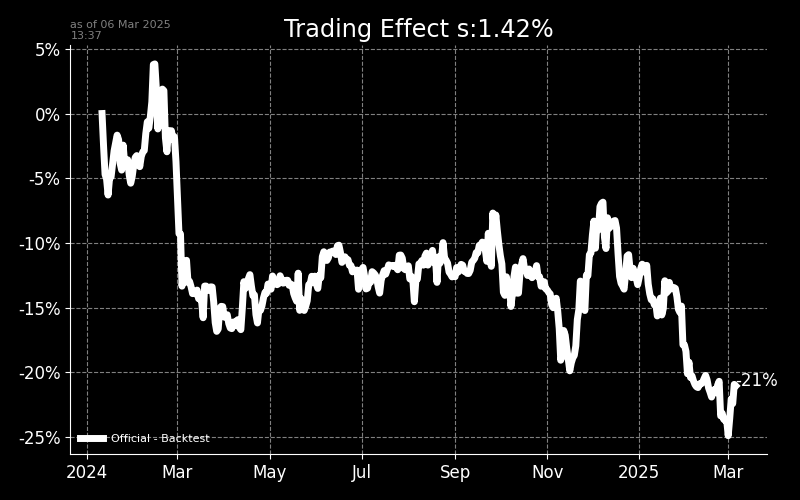 as of 06 Mar 2025
13:37
Trading Effect s:1.42%
5%
0%
-5%
-10%
-15%
-20%
-25%
-21%
Official - Backtest
2024 Mar May Jul Sep Nov 2025 Mar